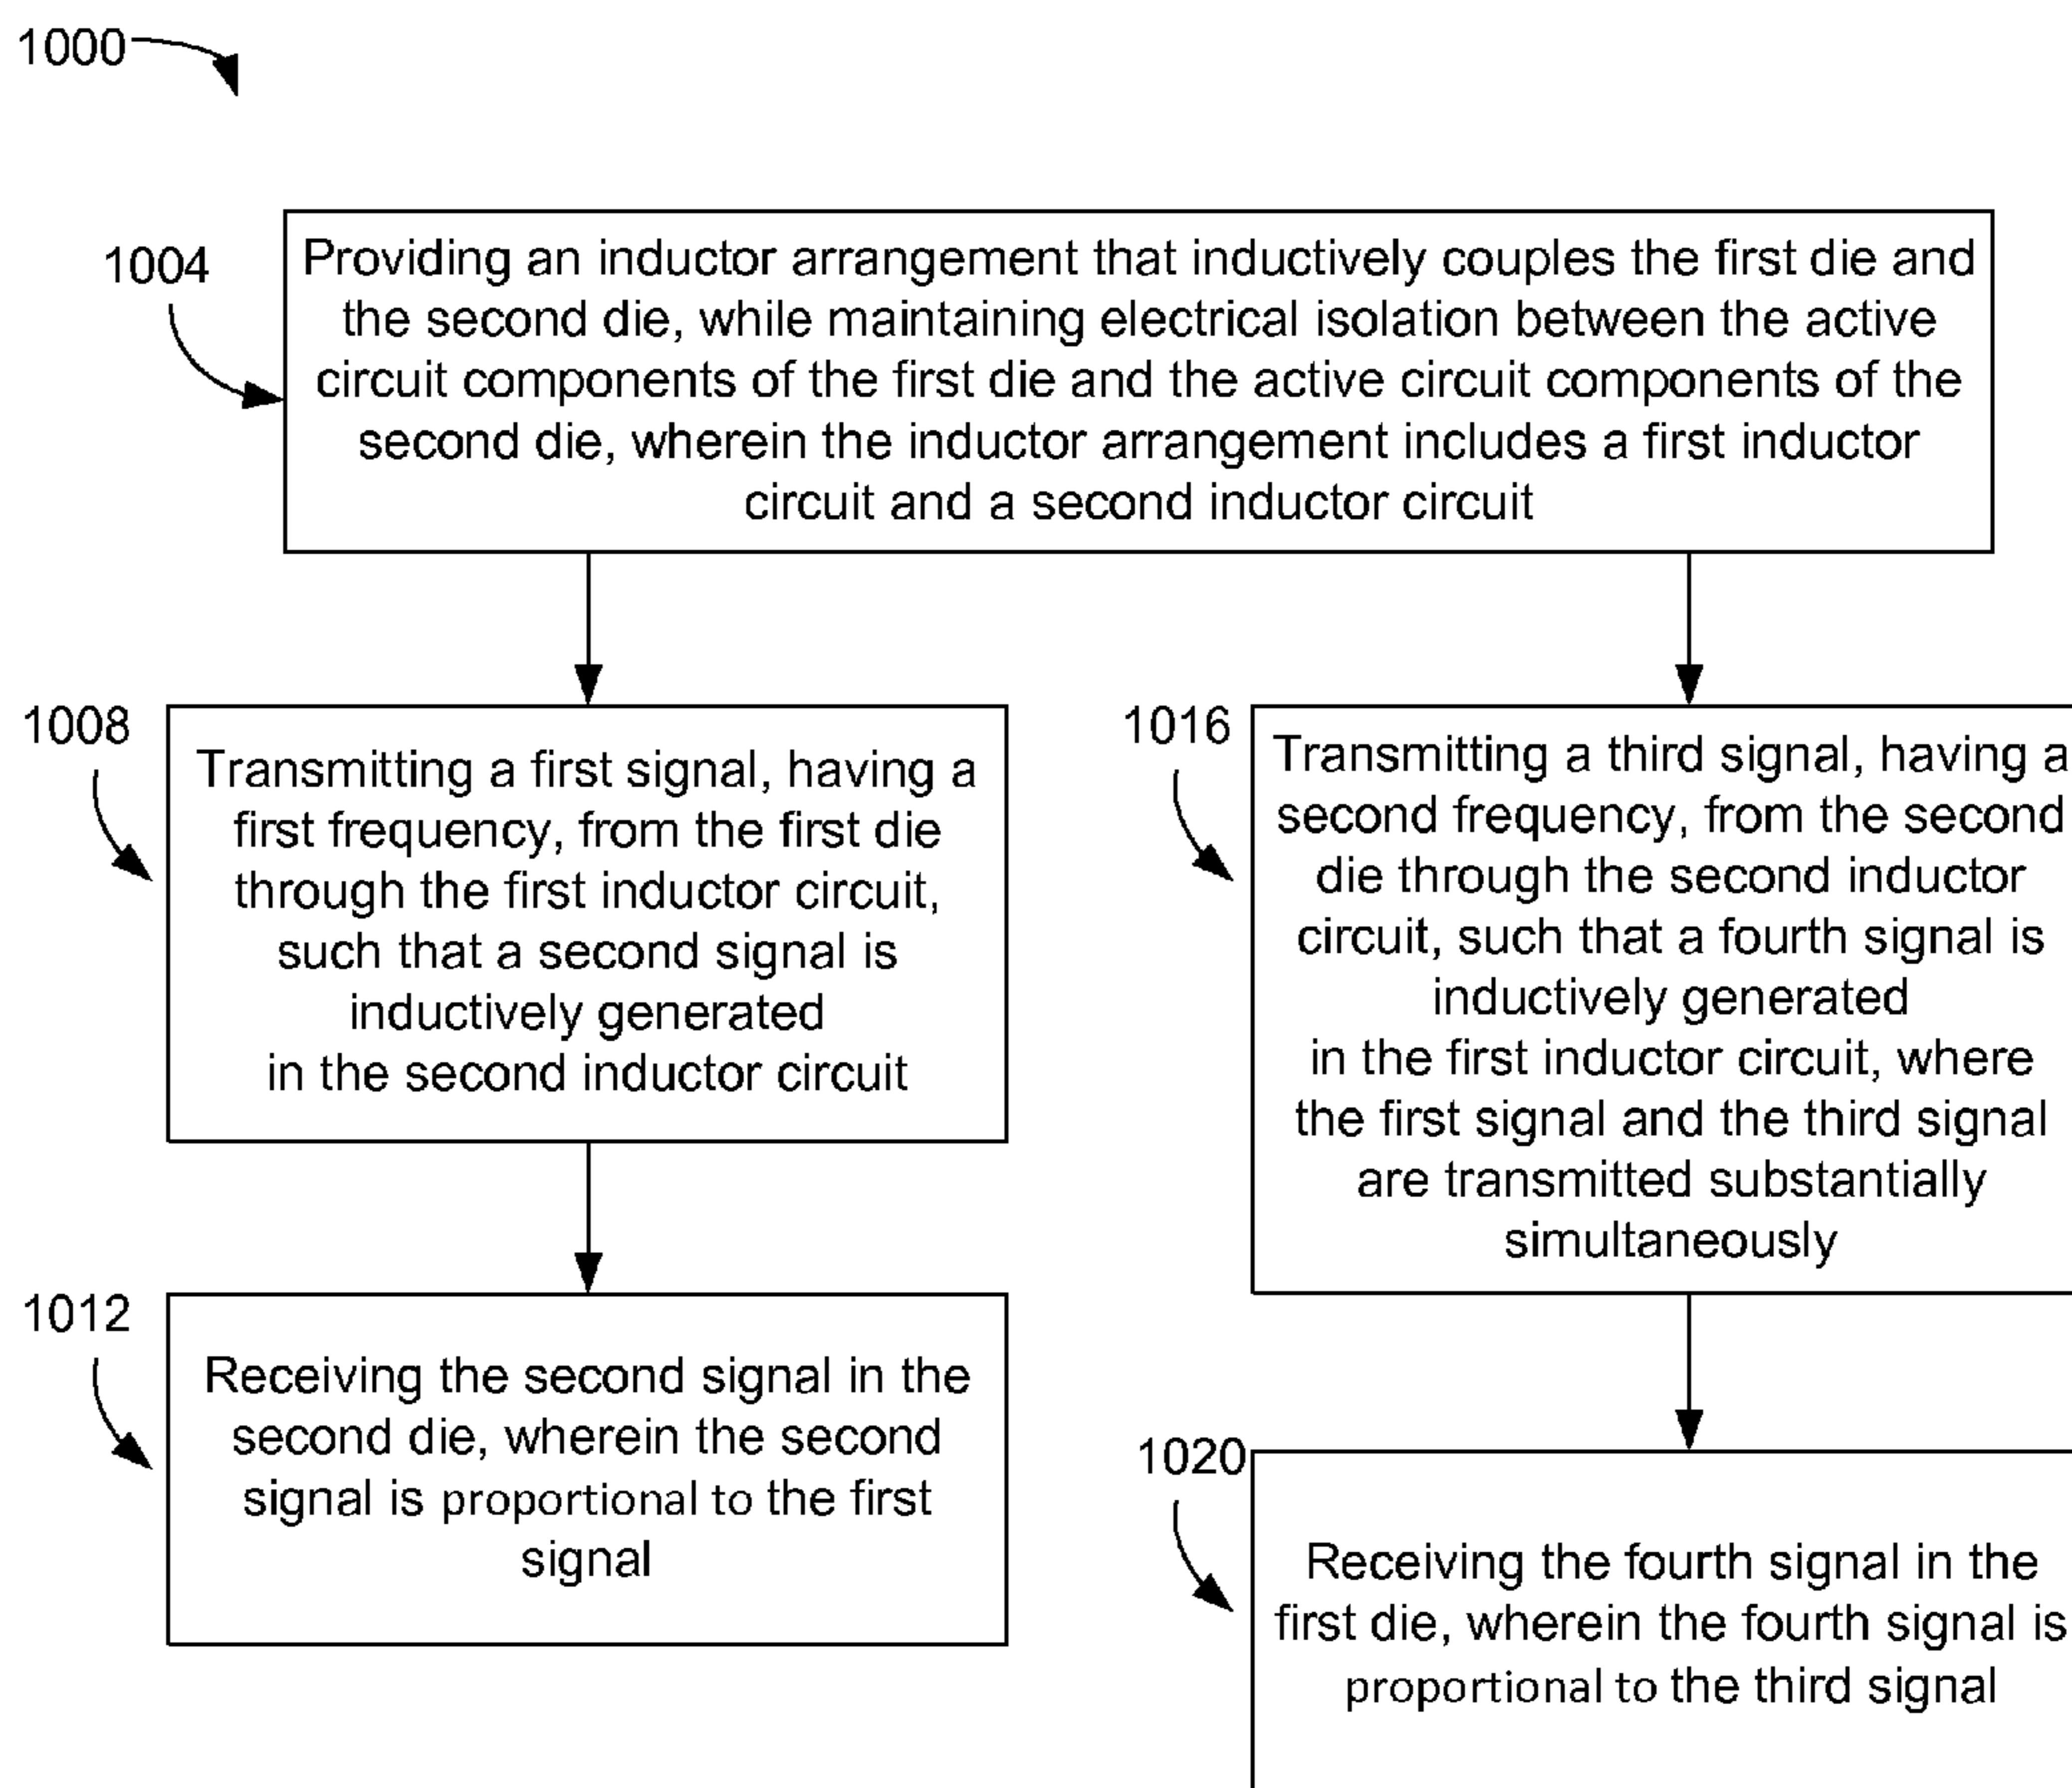 1000
1004
Providing an inductor arrangement that inductively couples the first die and
the second die, while maintaining electrical isolation between the active
circuit components of the first die and the active circuit components of the
second die, wherein the inductor arrangement includes a first inductor
circuit and a second inductor circuit
1008
Transmitting a first signal, having a
first frequency, from the first die
through the first inductor circuit,
such that a second signal is
inductively generated
in the second inductor circuit
1012
Receiving the second signal in the
second die, wherein the second
signal is proportional to the first
signal
1016
Transmitting a third signal, having a
second frequency, from the second
die through the second inductor
circuit, such that a fourth signal is
inductively generated
in the first inductor circuit, where
the first signal and the third signal
are transmitted substantially
simultaneously
1020
Receiving the fourth signal in the
first die, wherein the fourth signal is
proportional to the third signal